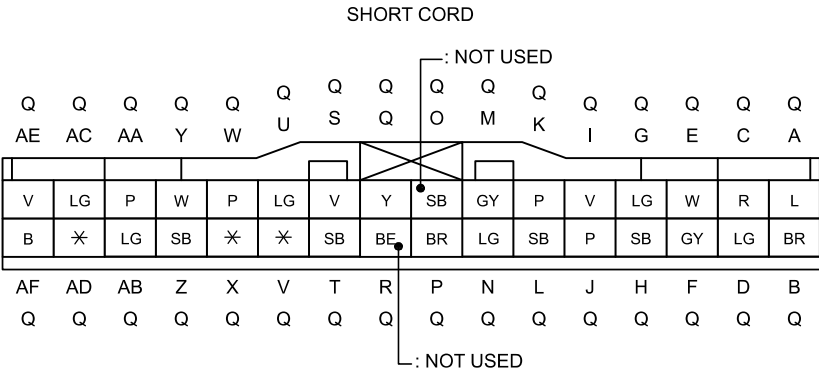 SHORT CORD
: NOT USED
Q Q Q Q Q Q Q Q Q Q Q Q Q Q Q Q
AE AC AA Y W U S Q O M K I G E C A
V LG P W P LG V Y SB GY P V LG W R L
B * LG SB * * SB BE BR LG SB P SB GY LG BR
AF AD AB Z X V T R P N L J H F D B
Q Q Q Q Q Q Q Q Q Q Q Q Q Q Q Q
: NOT USED